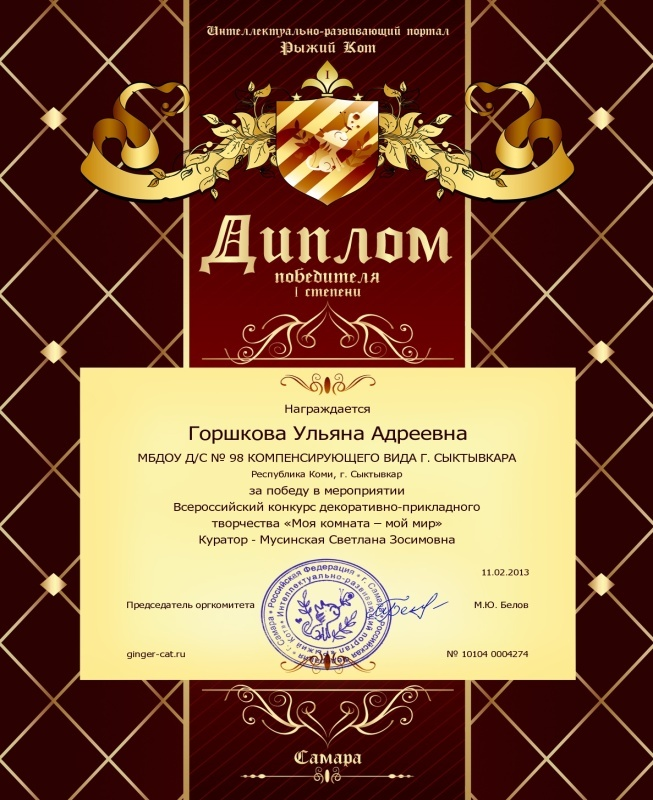 Интеллектуально-развивающий портал
Рыжий Кот
I
Диплом
победителя
I степени
Награждается
Горшкова Ульяна Адреевна
МБДОУ Д/С № 98 КОМПЕНСИРУЮЩЕГО ВИДА Г. СЫКТЫВКАРА
Республика Коми, г. Сыктывкар
за победу в мероприятии
Всероссийский конкурс декоративно-прикладного
творчества «Моя комната – мой мир»
Куратор - Мусинская Светлана Зосимовна
11.02.2013
Председатель оргкомитета
М.Ю. Белов
Российская Федерация • г. Самара
Интеллектуально-развивающий портал «Рыжий Кот»
ginger-cat.ru
№ 10104 0004274
Самара